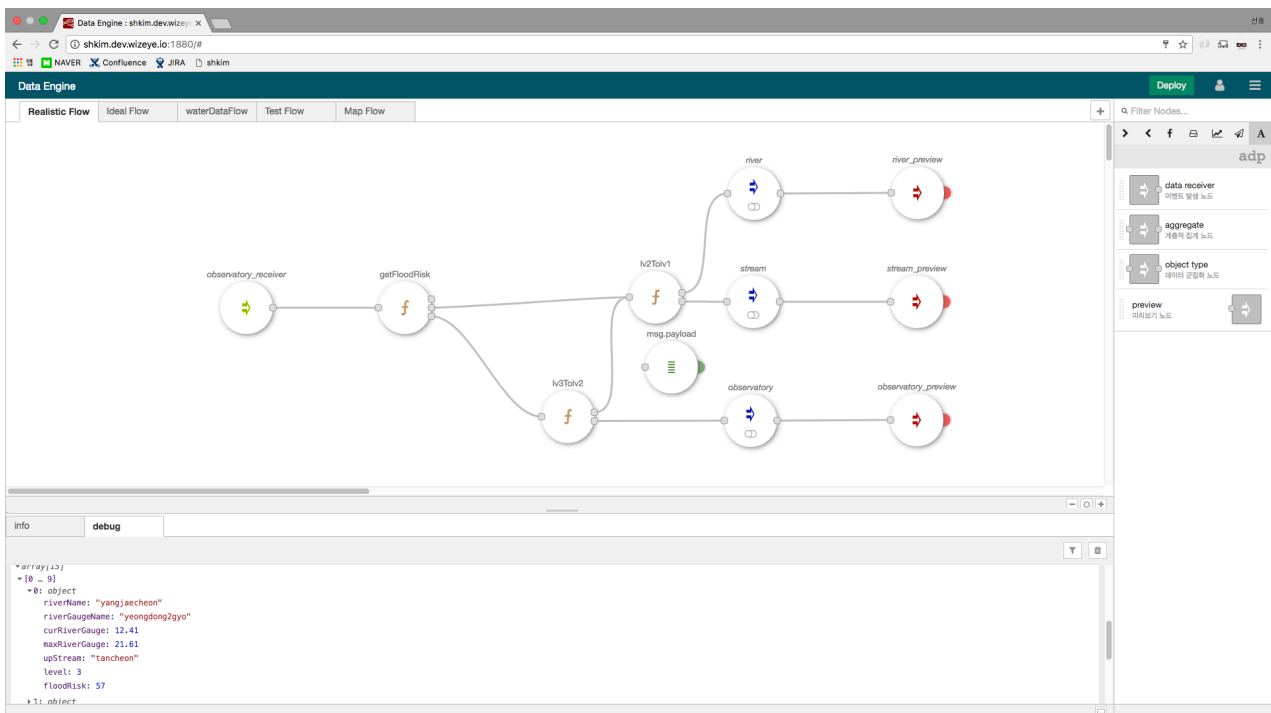 Data Engine : shkim.dev.wizeye
선호
shkim.dev.wizeye.io:1880/#
앱 NAVER Confluence JIRA shkim
Data Engine
Deploy
Realistic Flow Ideal Flow waterDataFlow Test Flow Map Flow
Filter Nodes...
adp
data receiver
이벤트 발생 노드
aggregate
계층적 집계 노드
object type
데이터 군집화 노드
preview
미리보기 노드
river
river_preview
observatory_receiver
getFloodRisk
lv2Tolv1
stream
stream_preview
msg.payload
lv3Tolv2
observatory
observatory_preview
info debug
array[15]
[0 … 9]
0: object
riverName: "yangjaecheon"
riverGaugeName: "yeongdong2gyo"
curRiverGauge: 12.41
maxRiverGauge: 21.61
upStream: "tancheon"
level: 3
floodRisk: 57
1: object